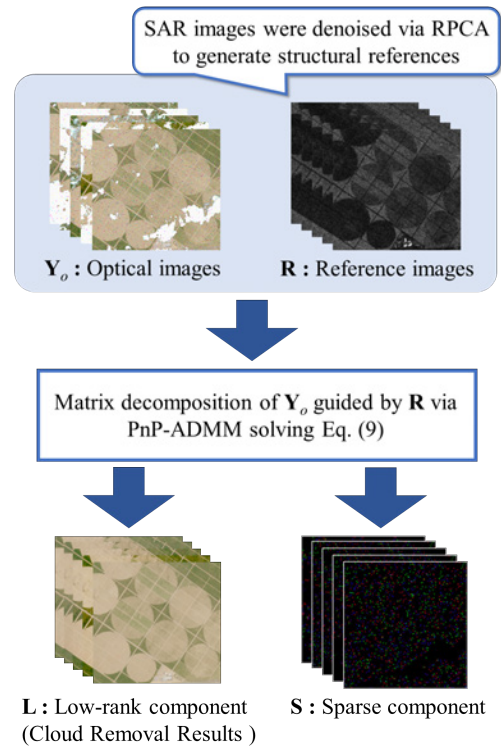 SAR images were denoised via RPCA
to generate structural references
Yo : Optical images
R : Reference images
Matrix decomposition of Yo guided by R via
PnP-ADMM solving Eq. (9)
L : Low-rank component
(Cloud Removal Results )
S : Sparse component